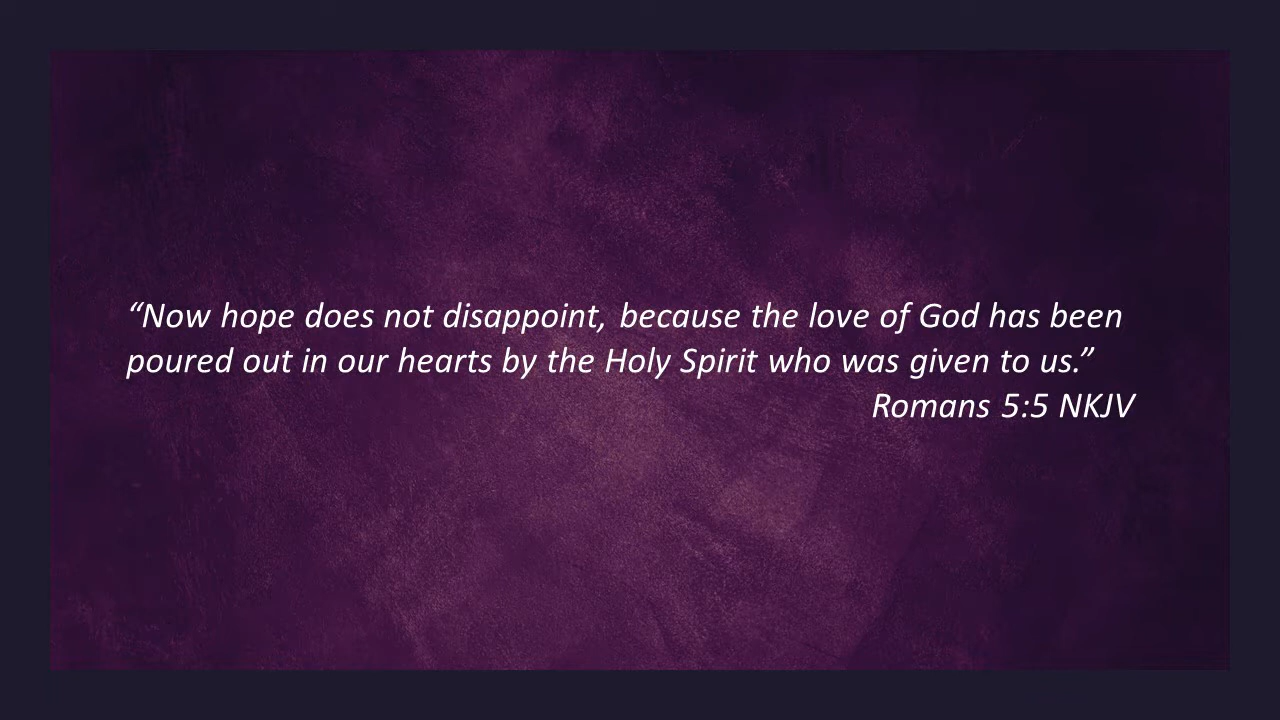 “Now hope does not disappoint, because the love of God has been
poured out in our hearts by the Holy Spirit who was given to us.”
Romans 5:5 NKJV